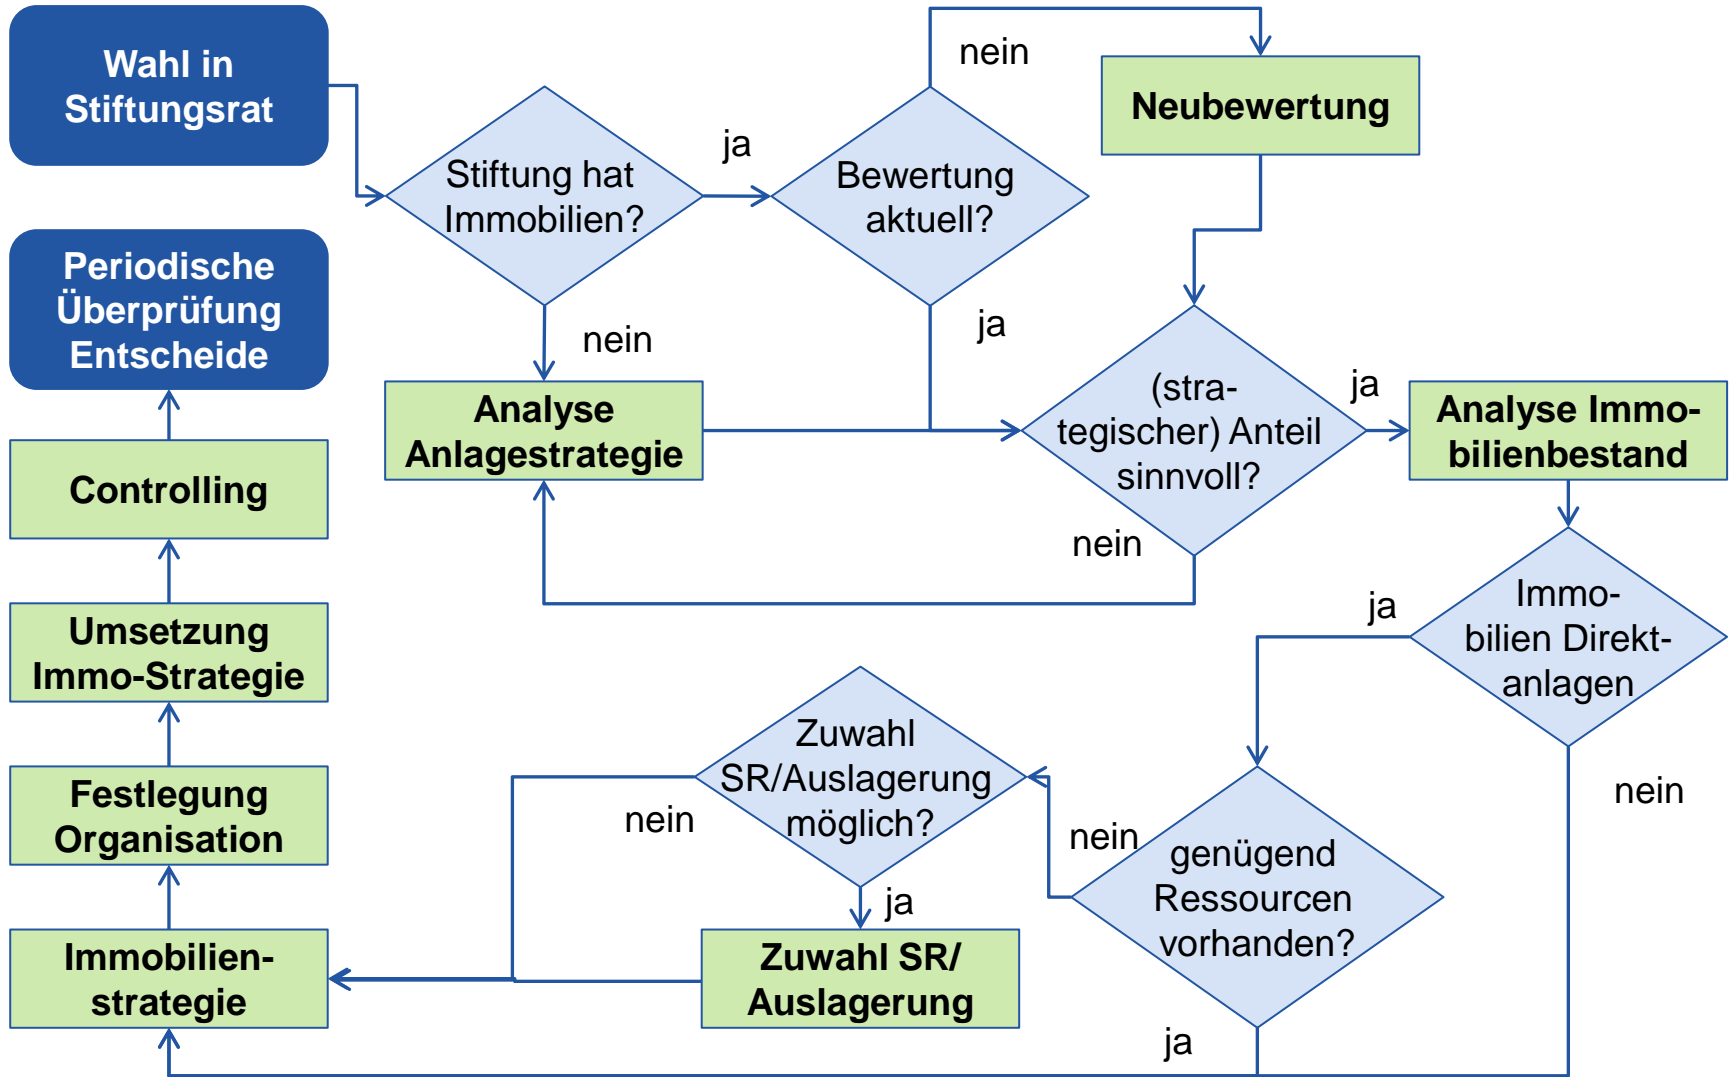 Wahl in
Stiftungsrat
Stiftung hat
Immobilien?
ja
nein
Bewertung
aktuell?
nein
ja
Neubewertung
Periodische
Überprüfung
Entscheide
Analyse
Anlagestrategie
(stra-
tegischer) Anteil
sinnvoll?
ja
nein
Analyse Immo-
bilienbestand
Controlling
Immo-
bilien Direkt-
anlagen
ja
nein
Umsetzung
Immo-Strategie
Zuwahl
SR/Auslagerung
möglich?
nein
ja
genügend
Ressourcen
vorhanden?
nein
ja
Festlegung
Organisation
Immobilien-
strategie
Zuwahl SR/
Auslagerung